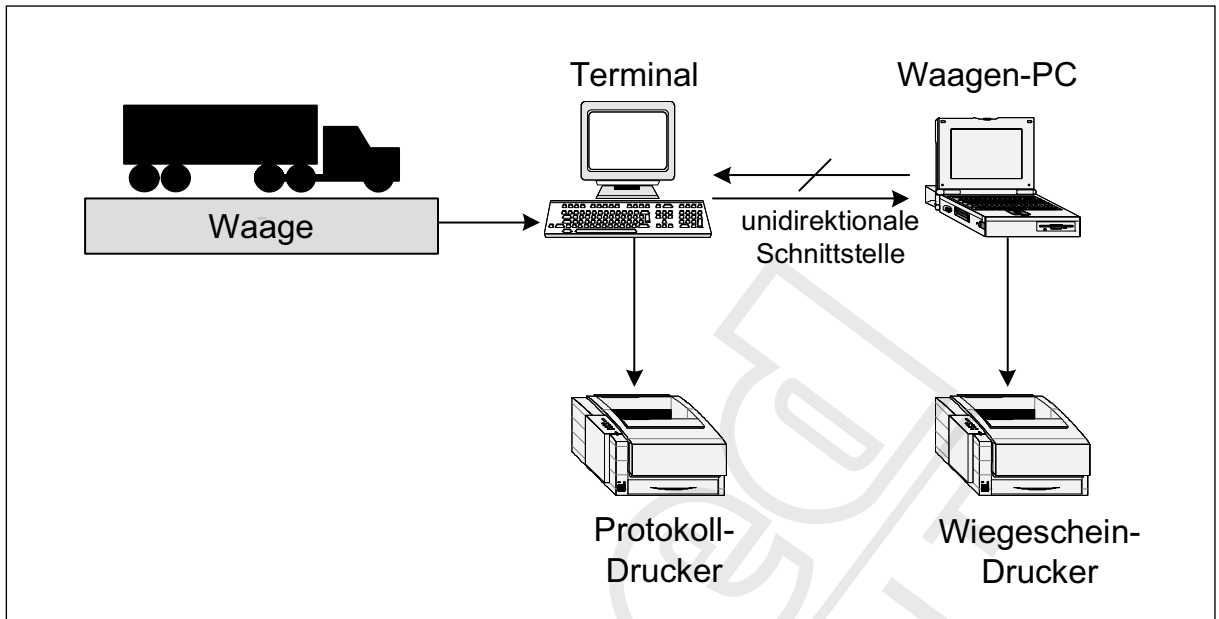 Terminal
Waagen-PC
Waage
unidirektionale
Schnittstelle
Protokoll-
Drucker
Wiegeschein-
Drucker